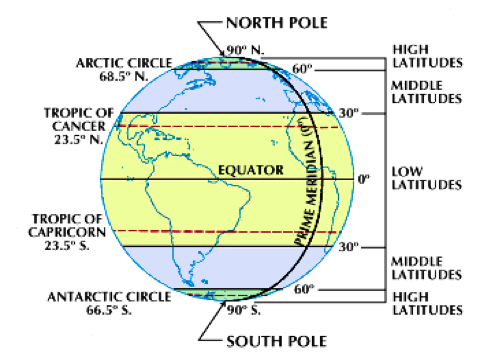 NORTH POLE
90° N.
ARCTIC CIRCLE
68.5° N.
60°
HIGH
LATITUDES
MIDDLE
LATITUDES
TROPIC OF
CANCER
23.5° N.
30°
PRIME MERIDIAN (0°)
EQUATOR
0°
LOW
LATITUDES
TROPIC OF
CAPRICORN
23.5° S.
30°
MIDDLE
LATITUDES
ANTARCTIC CIRCLE
66.5° S.
60°
90° S.
HIGH
LATITUDES
SOUTH POLE